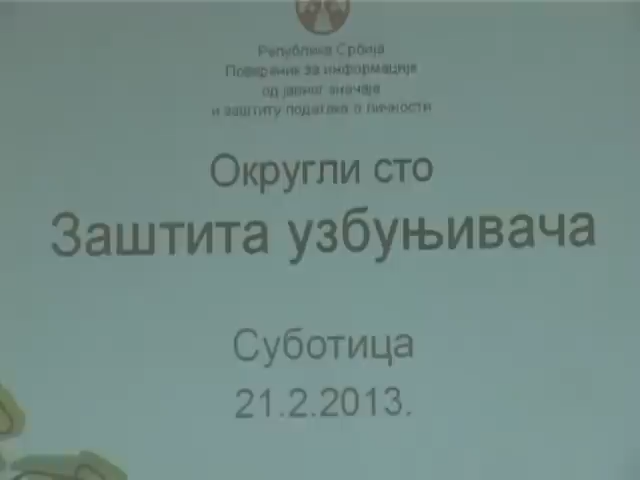 Република Србија
Повереник за информације
од јавног значаја
и заштиту података о личности
Округли сто
Заштита узбуњивача
Суботица
21.2.2013.